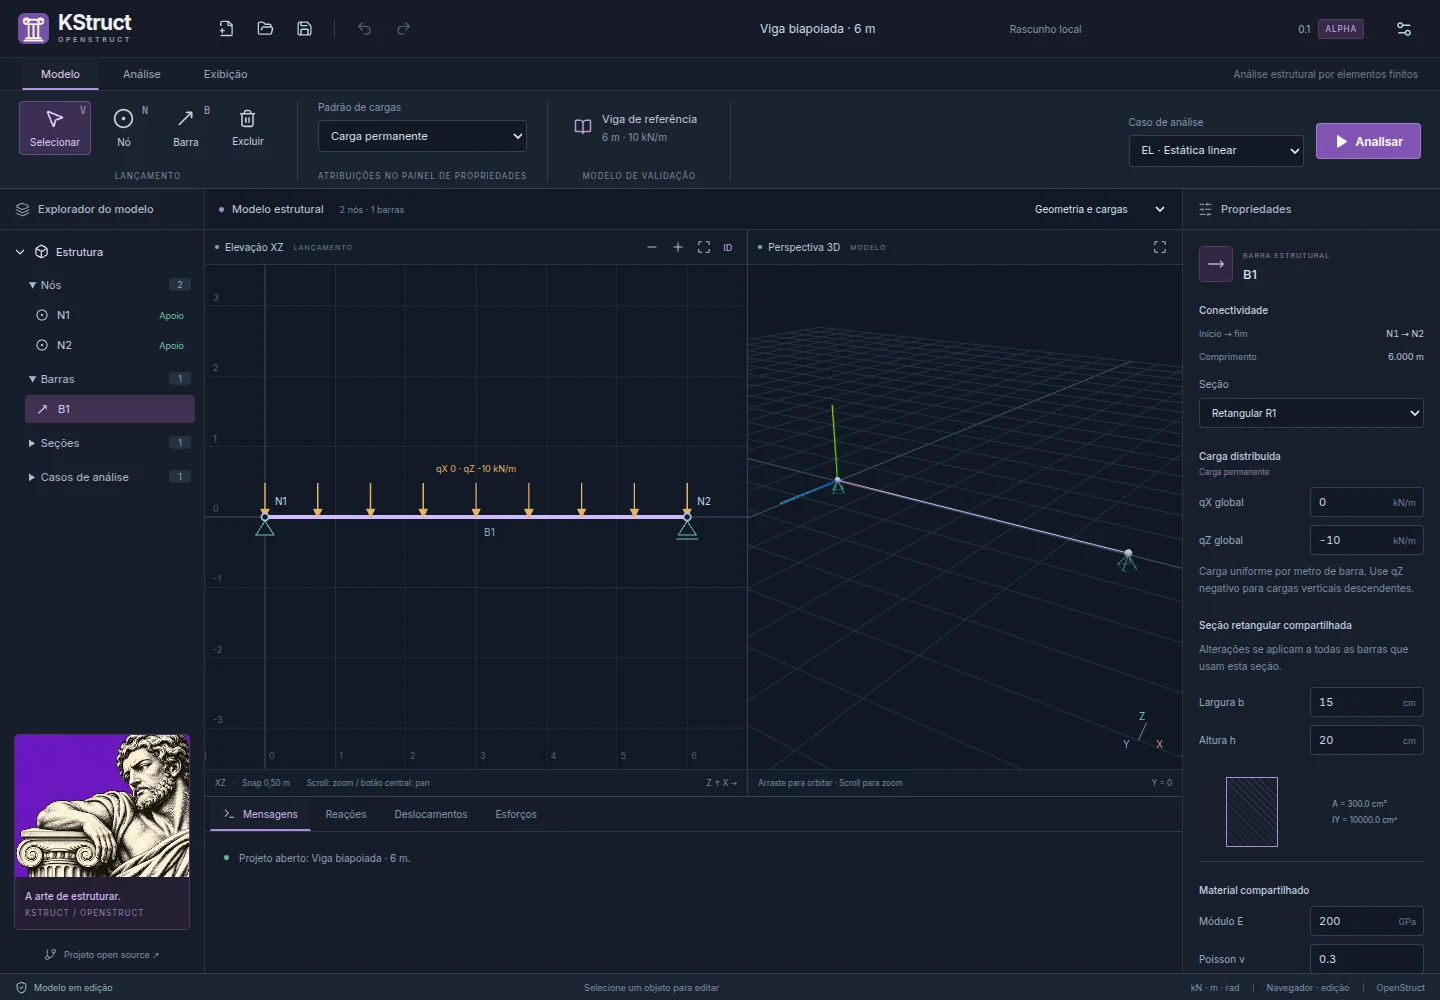 KStruct
OPENSTRUCT
Viga biapoiada · 6 m
Rascunho local
0.1 ALPHA
Modelo Análise Exibição
Análise estrutural por elementos finitos
V
Selecionar
N
Nó
B
Barra
Excluir
LANÇAMENTO
Padrão de cargas
Carga permanente
ATRIBUIÇÕES NO PAINEL DE PROPRIEDADES
Viga de referência
6 m · 10 kN/m
MODELO DE VALIDAÇÃO
Caso de análise
EL · Estática linear
Analisar
Explorador do modelo
Estrutura
Nós 2
N1 Apoio
N2 Apoio
Barras 1
B1
Seções 1
Casos de análise 1
A arte de estruturar.
KSTRUCT / OPENSTRUCT
Projeto open source ↗
Modelo estrutural 2 nós · 1 barras
Geometria e cargas
Elevação XZ LANÇAMENTO
ID
3
2
1
0
-1
-2
-3
0 1 2 3 4 5 6
qX 0 · qZ -10 kN/m
N1
N2
B1
XZ · Snap 0,50 m · Scroll: zoom / botão central: pan
Z ↑ X →
Perspectiva 3D MODELO
Z
Y
X
Arraste para orbitar · Scroll para zoom
Y = 0
Mensagens Reações Deslocamentos Esforços
Projeto aberto: Viga biapoiada · 6 m.
Propriedades
BARRA ESTRUTURAL
B1
Conectividade
Início → fim N1 → N2
Comprimento 6.000 m
Seção
Retangular R1
Carga distribuída
Carga permanente
qX global 0 kN/m
qZ global -10 kN/m
Carga uniforme por metro de barra. Use qZ
negativo para cargas verticais descendentes.
Seção retangular compartilhada
Alterações se aplicam a todas as barras que
usam esta seção.
Largura b 15 cm
Altura h 20 cm
A = 300.0 cm²
IY = 10000.0 cm⁴
Material compartilhado
Módulo E 200 GPa
Poisson ν 0.3
Modelo em edição
Selecione um objeto para editar
kN · m · rad | Navegador · edição | OpenStruct